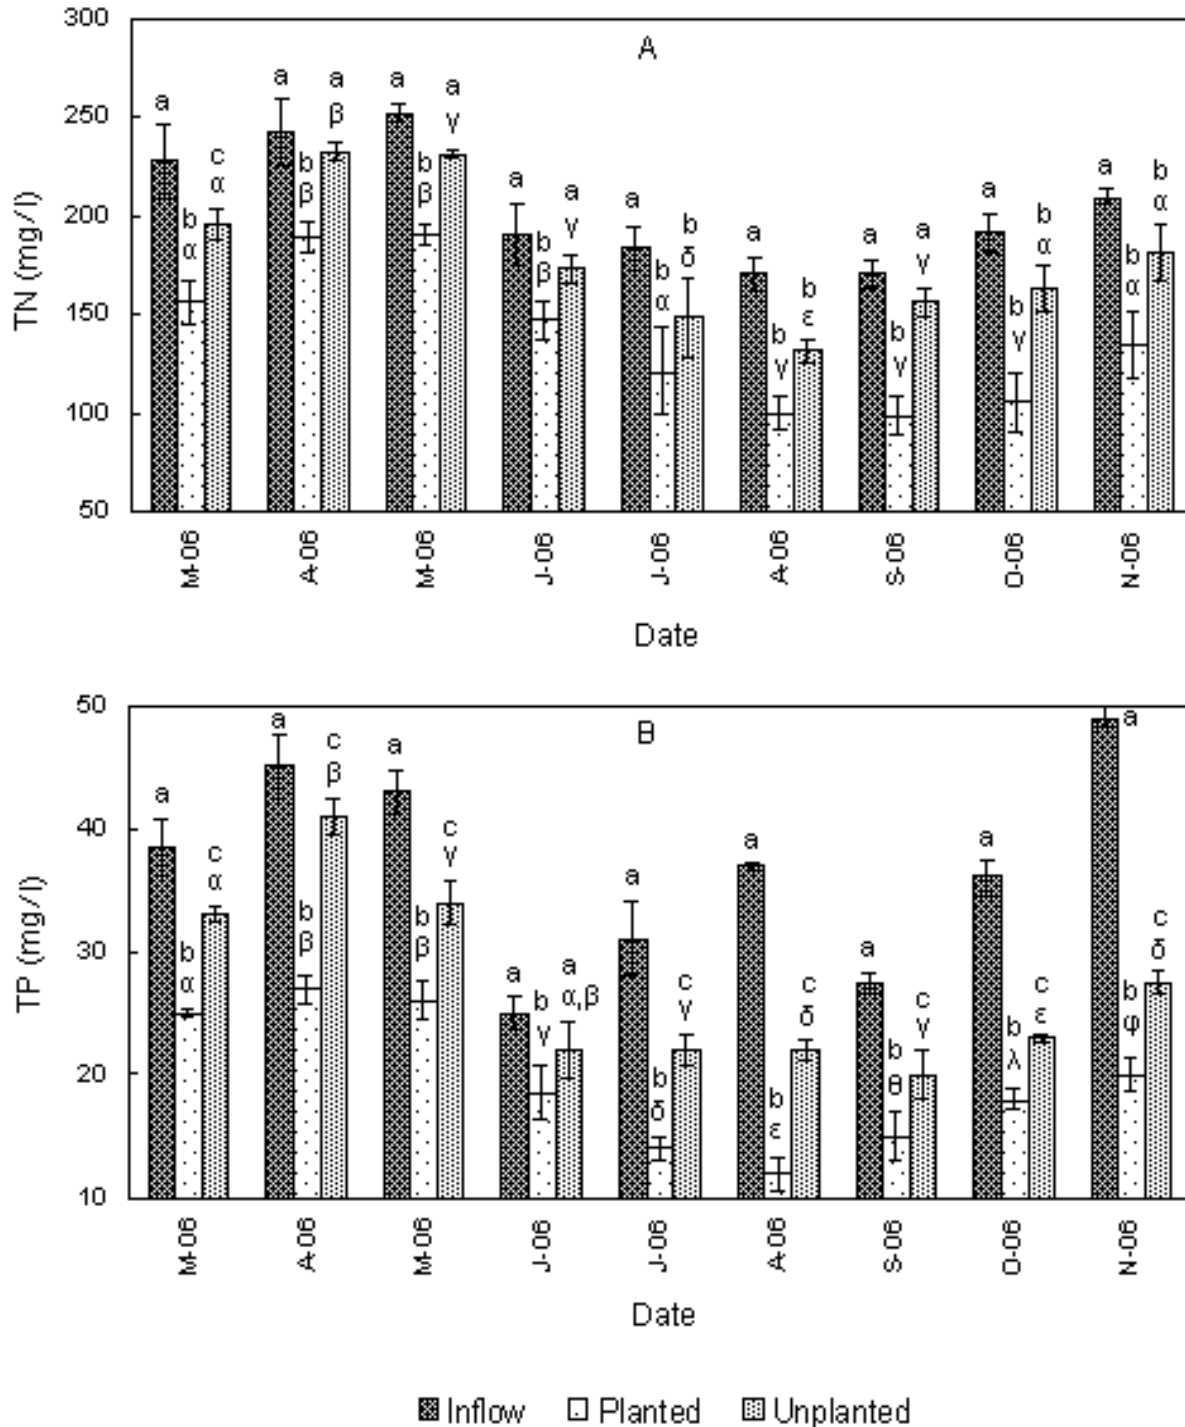 A
300
250
200
150
100
50
TN (mg/l)
a a a a a a a a a
b b b b b b b b b
α β β β α γ γ γ α
c a a a b b a b b
α β γ γ δ ε γ α α
M-06 A-06 M-06 J-06 J-06 A-06 S-06 O-06 N-06
Date
B
50
40
30
20
10
TP (mg/l)
a a a a a a a a a
b b b b b b b b b
α β β γ δ ε θ λ φ
c c c a c c c c c
α β γ α,β γ δ γ ε δ
M-06 A-06 M-06 J-06 J-06 A-06 S-06 O-06 N-06
Date
Inflow Planted Unplanted